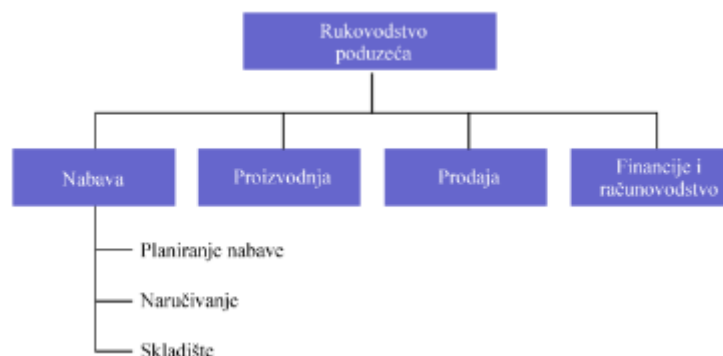 Rukovodstvo
poduzeća
Nabava
Proizvodnja
Prodaja
Financije i
računovodstvo
Planiranje nabave
Naručivanje
Skladište